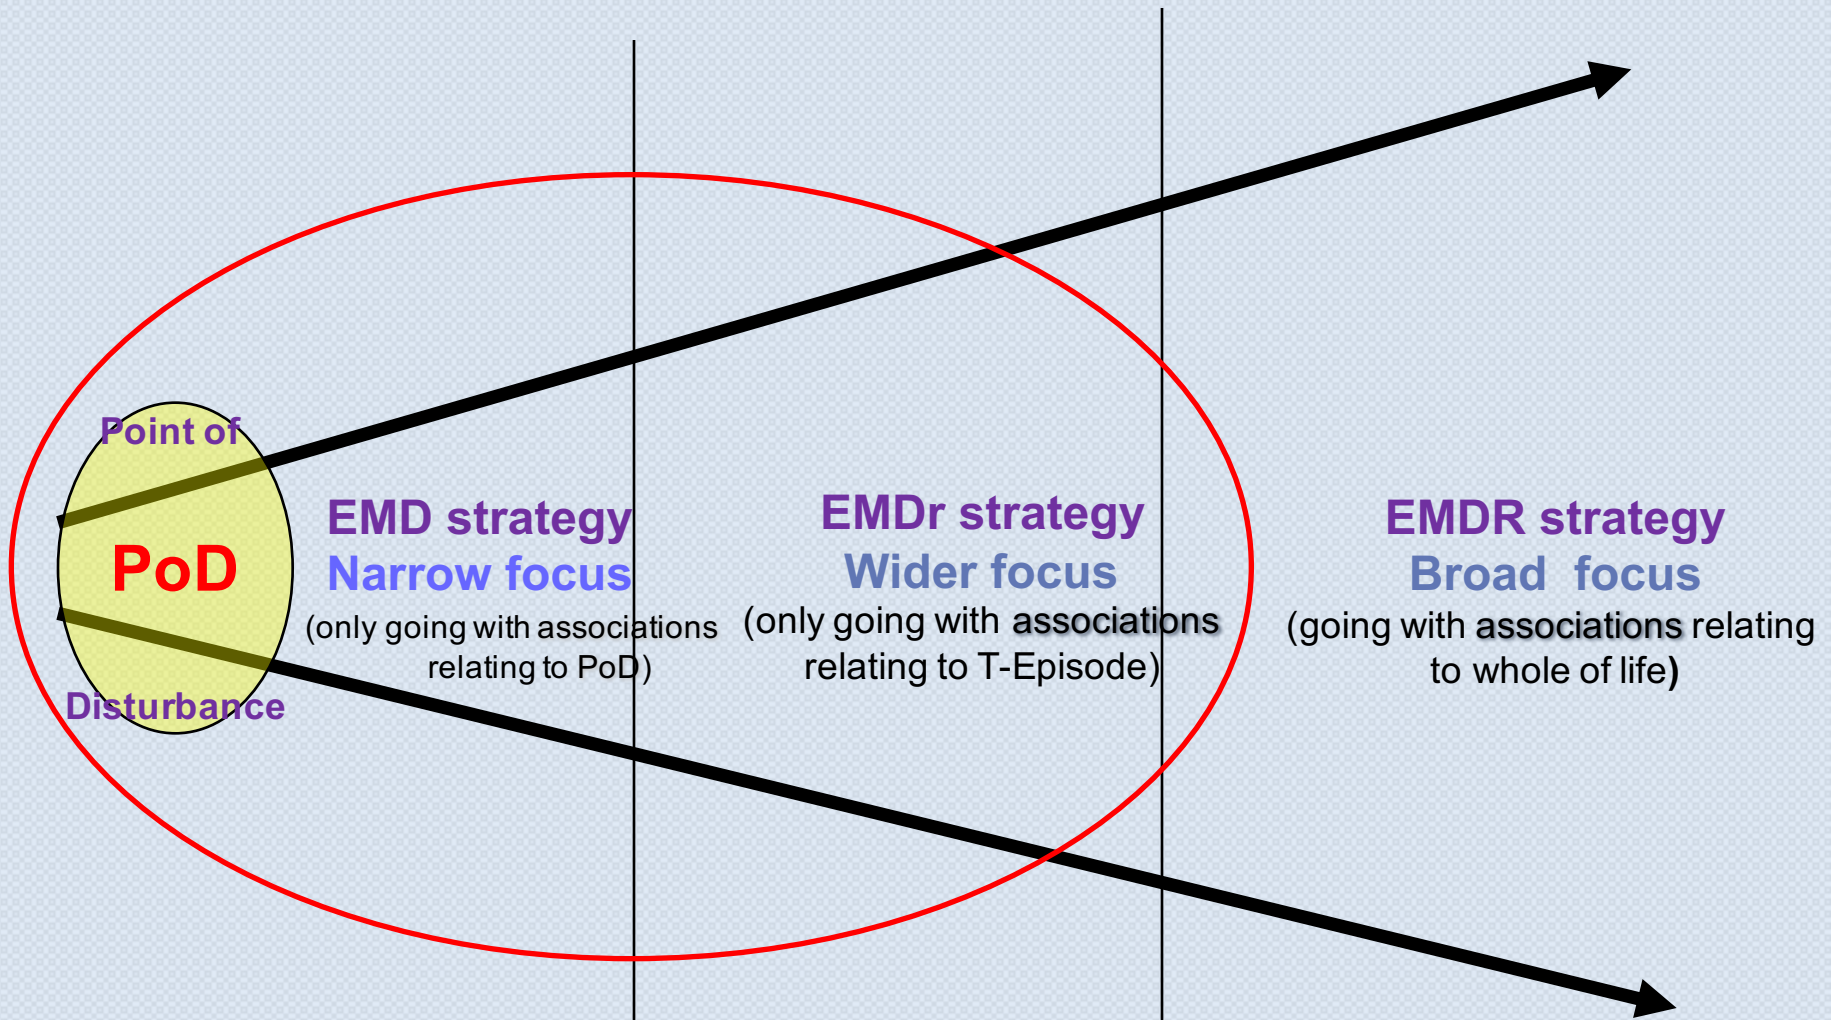 Point of
PoD
Disturbance
EMD strategy
Narrow focus
(only going with associations
relating to PoD)
EMDr strategy
Wider focus
(only going with associations
relating to T-Episode)
EMDR strategy
Broad  focus
(going with associations relating
to whole of life)